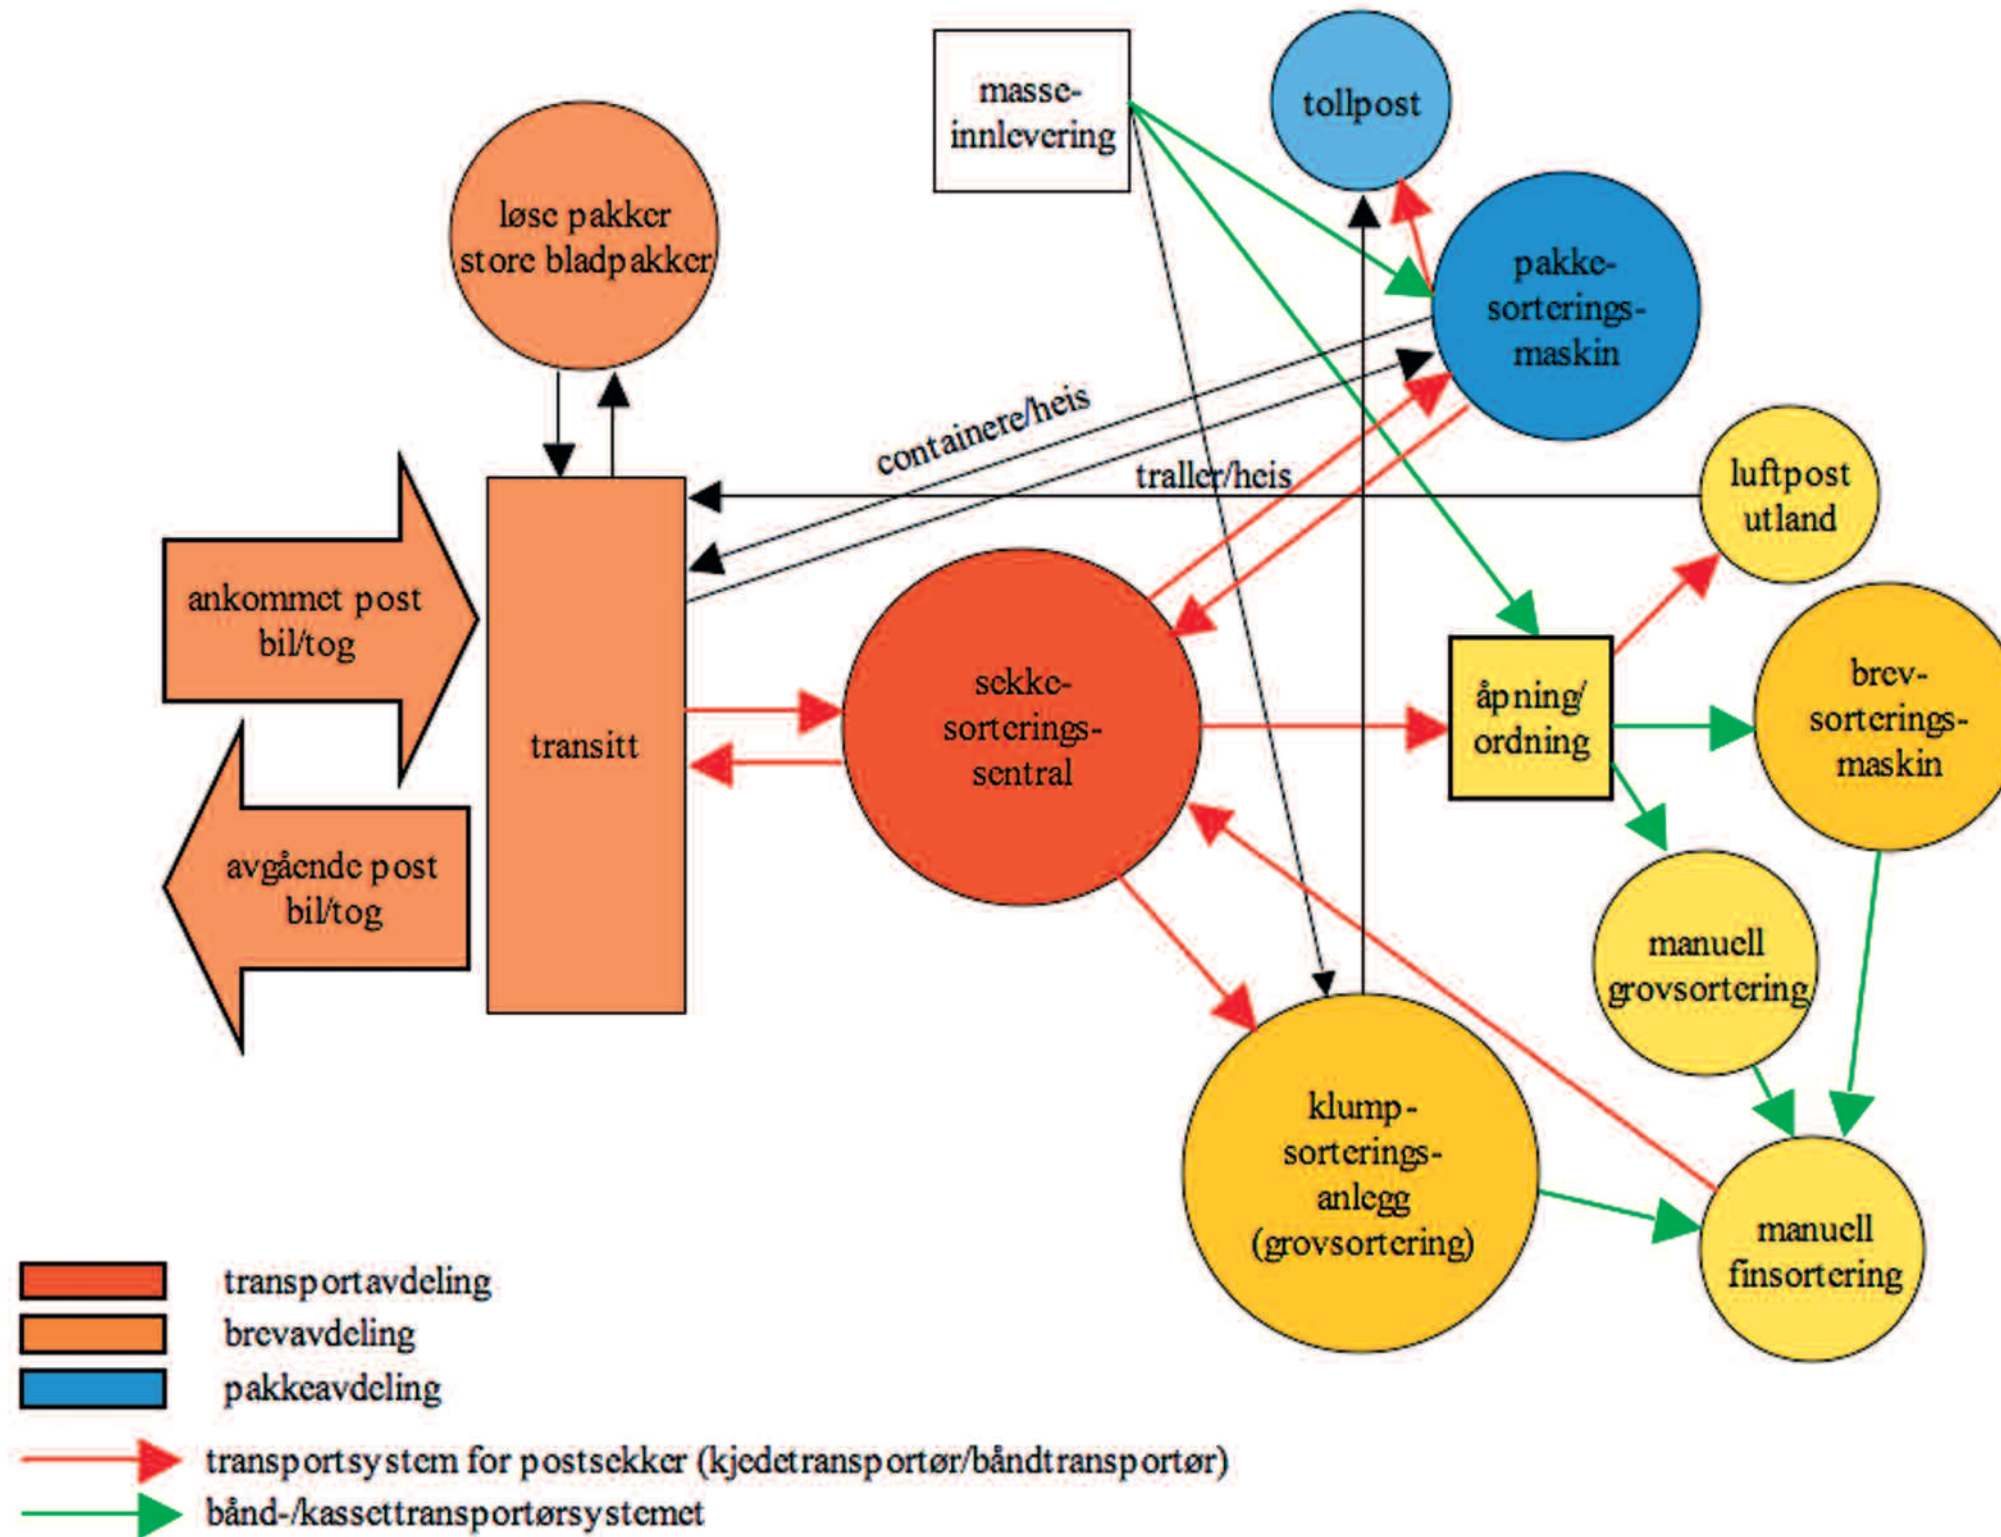 masse-
innlevering
tollpost
løse pakker
store bladpakker
pakke-
sorterings-
maskin
containere/heis
traller/heis
luftpost
utland
ankommet post
bil/tog
transitt
sekke-
sorterings-
sentral
åpning/
ordning
brev-
sorterings-
maskin
avgående post
bil/tog
manuell
grovsortering
klump-
sorterings-
anlegg
(grovsortering)
manuell
finsortering
transportavdeling
brevavdeling
pakkeavdeling
transportsystem for postsekker (kjedetransportør/båndtransportør)
bånd-/kassettransportørsystemet